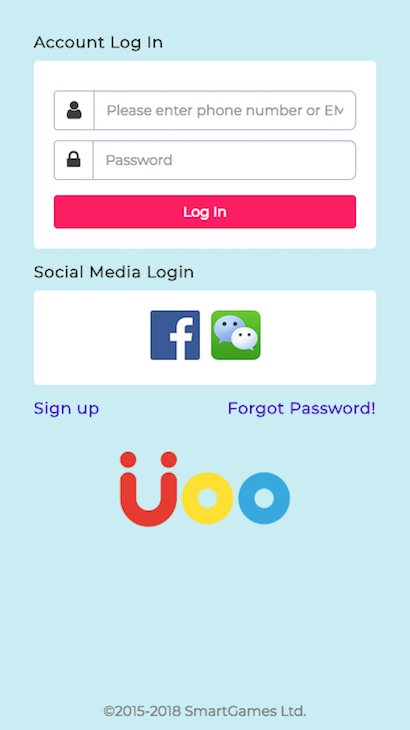 Account Log In
Please enter phone number or EM
Password
Log In
Social Media Login
f
Sign up
Forgot Password!
üoo
©2015-2018 SmartGames Ltd.